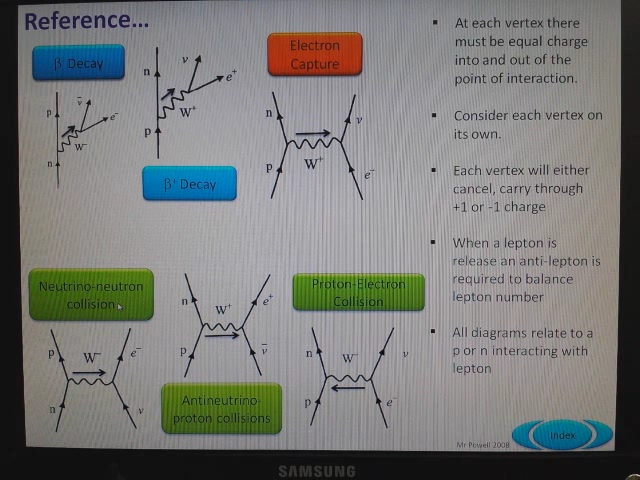 Reference...
β⁻ Decay
n
ν
e⁺
W⁺
p
β⁺ Decay
p
ν̄
e⁻
W⁻
n
Electron
Capture
n
ν
W⁺
p
e⁻
Neutrino-neutron
collision
p
W⁻
e⁻
n
ν
n
W⁺
e⁺
p
ν̄
Antineutrino-
proton collisions
Proton-Electron
Collision
n
W⁻
ν
p
e⁻
▪ At each vertex there
must be equal charge
into and out of the
point of interaction.
▪ Consider each vertex on
its own.
▪ Each vertex will either
cancel, carry through
+1 or -1 charge
▪ When a lepton is
release an anti-lepton is
required to balance
lepton number
▪ All diagrams relate to a
p or n interacting with
lepton
Mr Powell 2008
Index
SAMSUNG